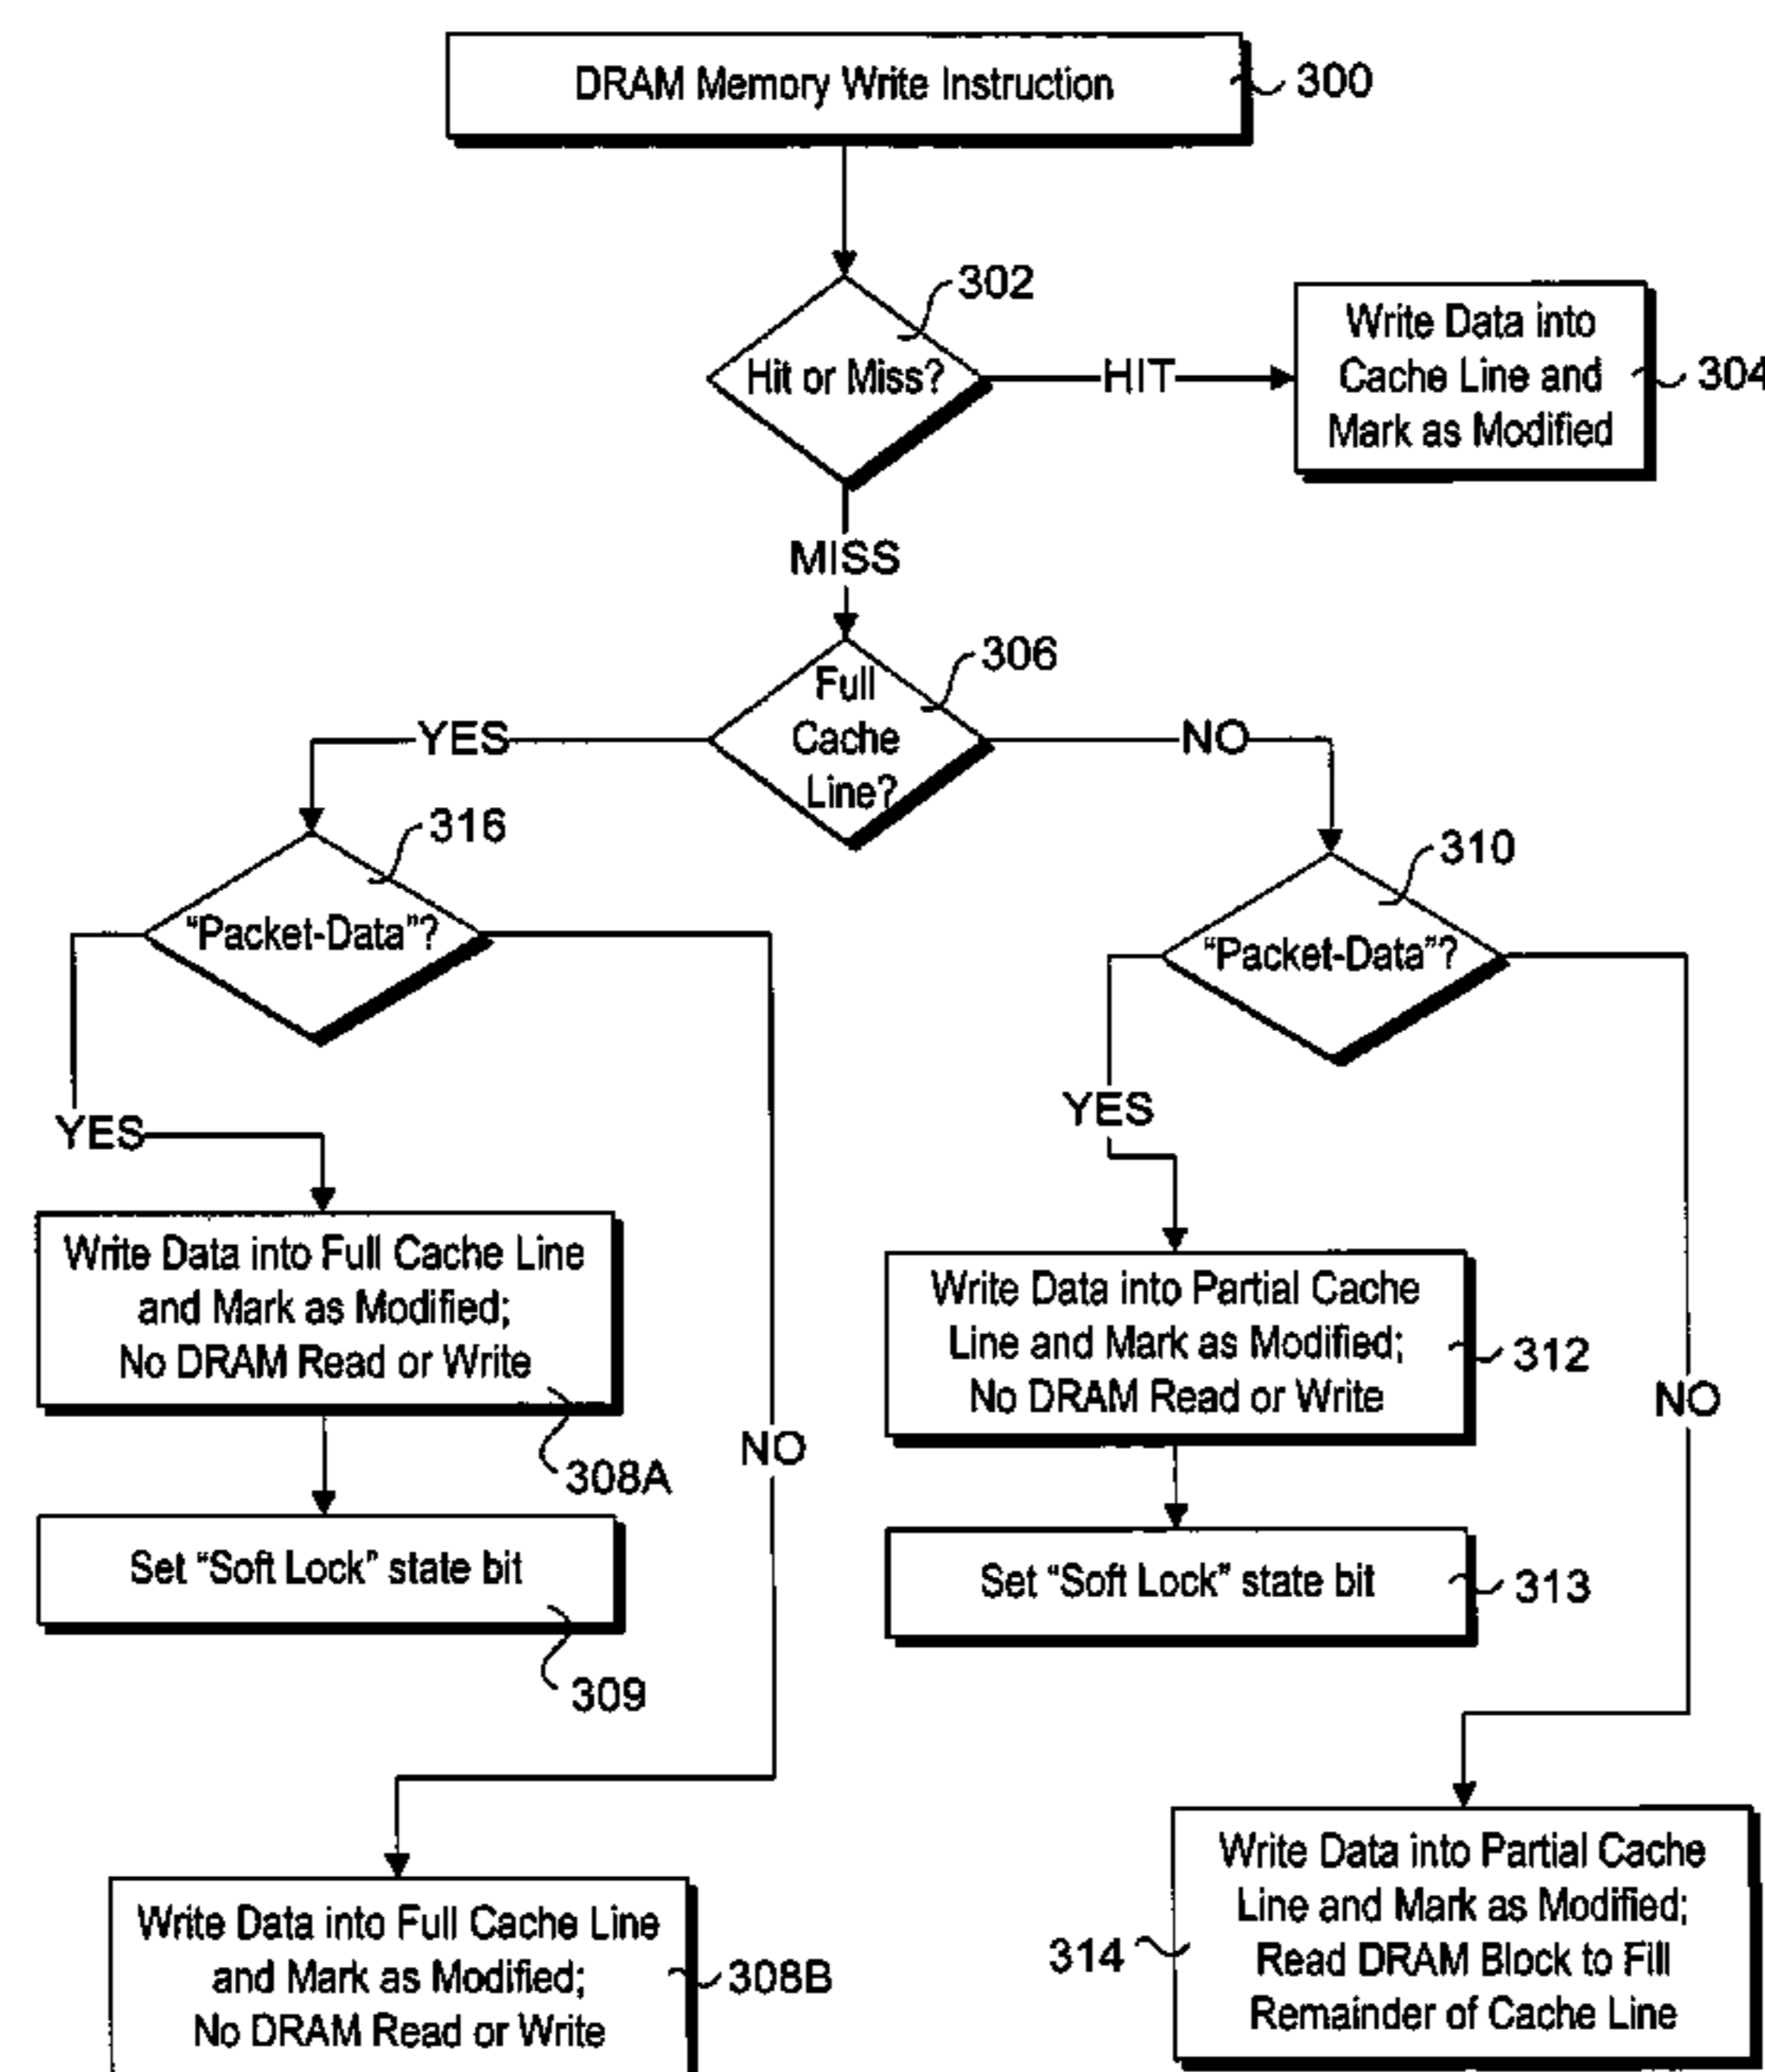 DRAM Memory Write Instruction
300
302
Hit or Miss?
HIT
Write Data into
Cache Line and
Mark as Modified
304
MISS
306
Full
Cache
Line?
YES
NO
316
"Packet-Data"?
310
"Packet-Data"?
YES
YES
Write Data into Full Cache Line
and Mark as Modified;
No DRAM Read or Write
308A
NO
Write Data into Partial Cache
Line and Mark as Modified;
No DRAM Read or Write
312
NO
Set "Soft Lock" state bit
309
Set "Soft Lock" state bit
313
Write Data into Full Cache Line
and Mark as Modified;
No DRAM Read or Write
308B
Write Data into Partial Cache
Line and Mark as Modified;
Read DRAM Block to Fill
Remainder of Cache Line
314